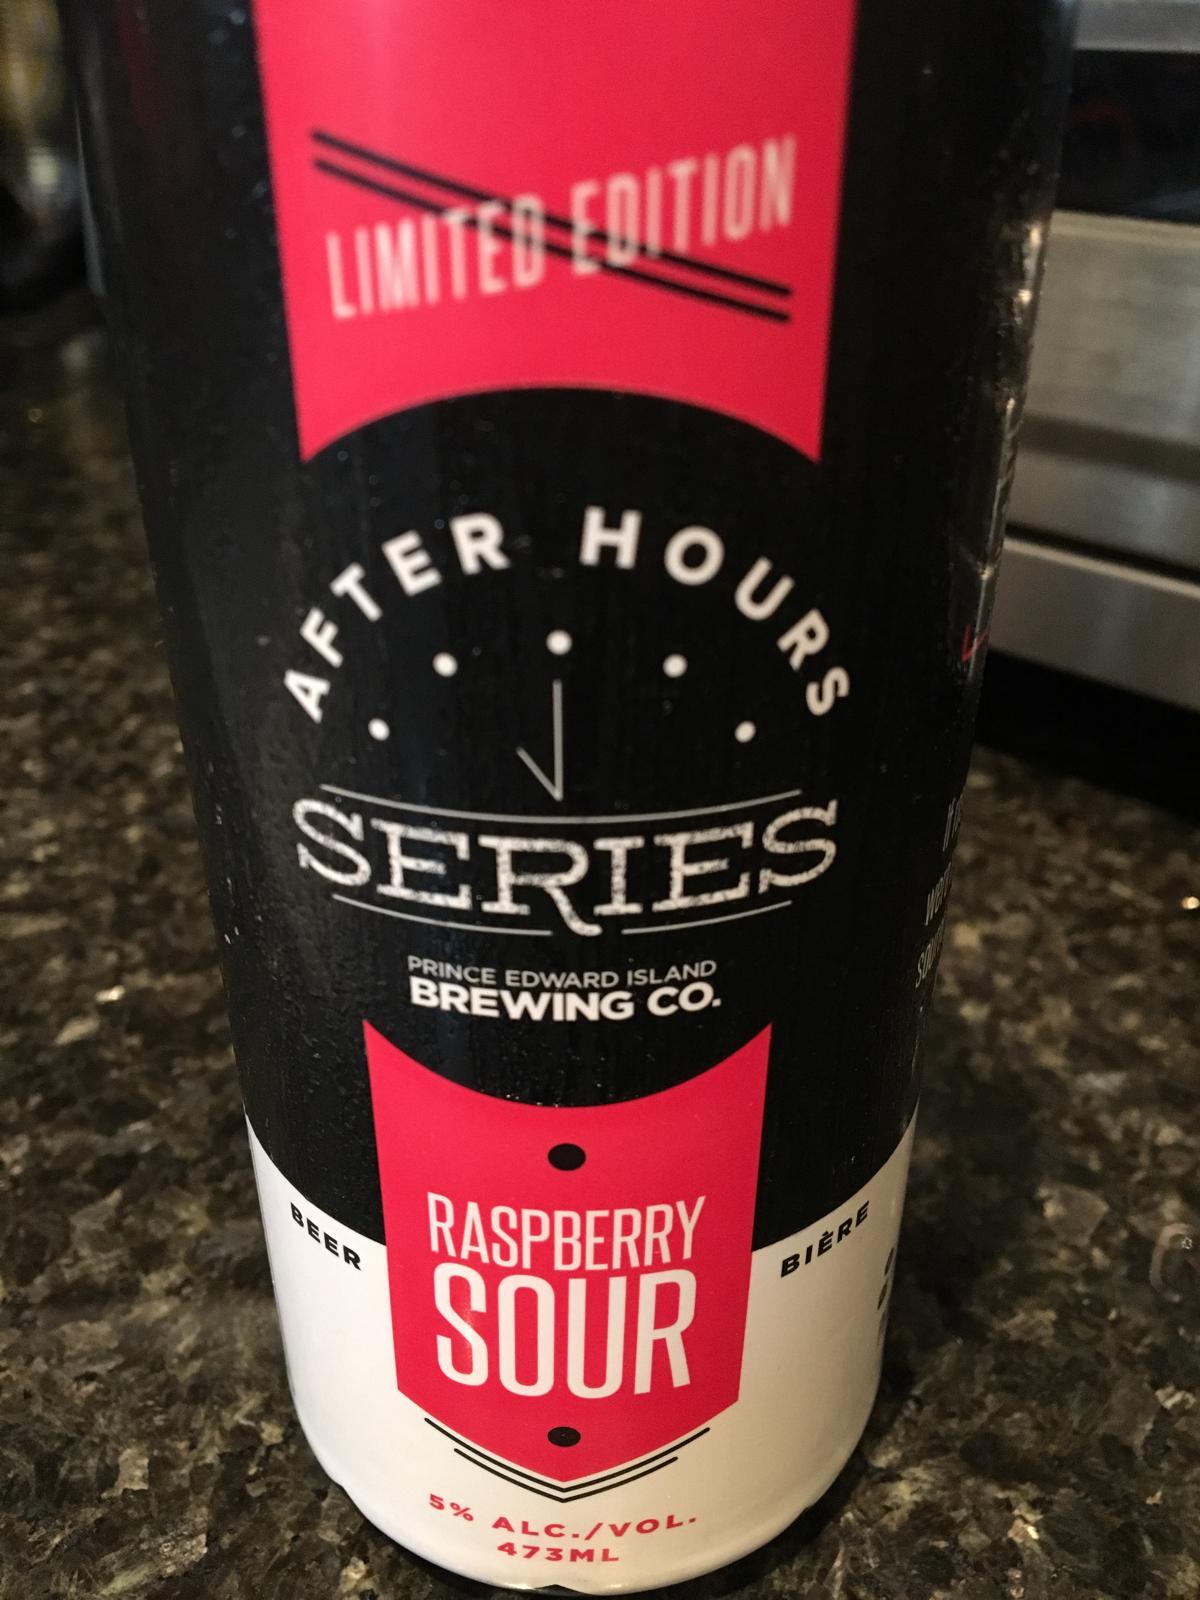 LIMITED EDITION
AFTER HOURS
SERIES
PRINCE EDWARD ISLAND
BREWING CO.
BEER
BIÈRE
RASPBERRY
SOUR
5% ALC./VOL.
473ML